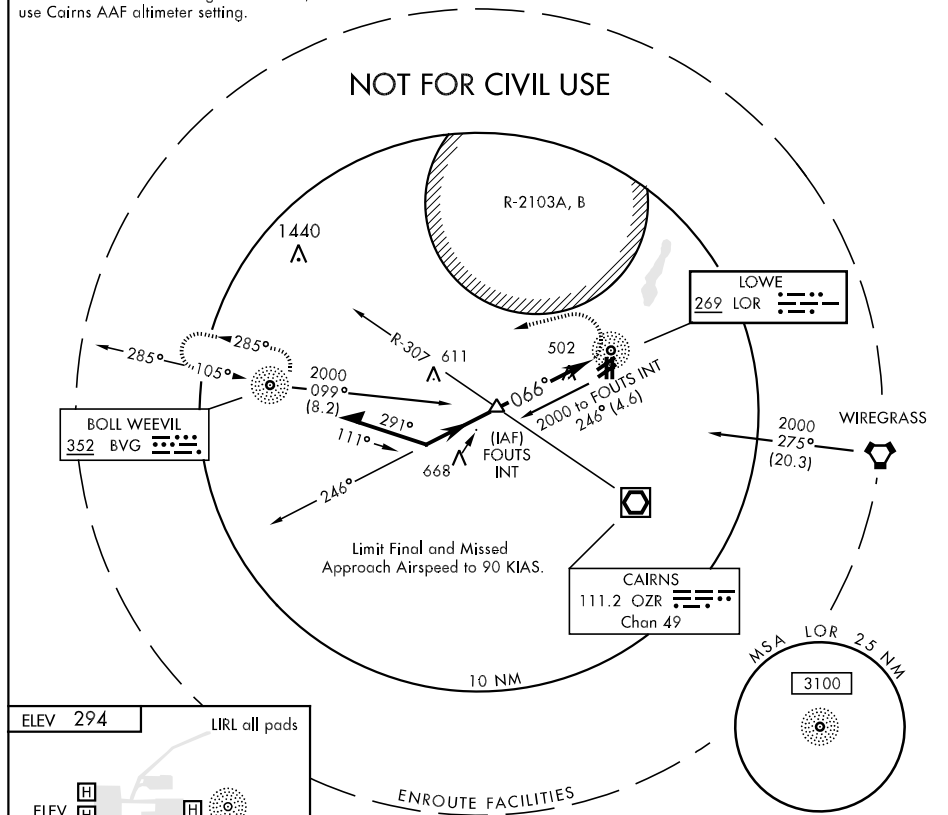 use Cairns AAF altimeter setting.
NOT FOR CIVIL USE
R-2103A, B
1440
LOWE
269 LOR
R-307
611
502
285°
285°
105°
2000
099°
(8.2)
066°
2000 to FOUTS INT
246° (4.6)
BOLL WEEVIL
352 BVG
291°
111°
(IAF)
FOUTS
INT
668
246°
2000
275°
(20.3)
WIREGRASS
Limit Final and Missed
Approach Airspeed to 90 KIAS.
CAIRNS
111.2 OZR
Chan 49
10 NM
MSA LOR 25 NM
3100
ENROUTE FACILITIES
ELEV 294
LIRL all pads
H
H
H
ELEV